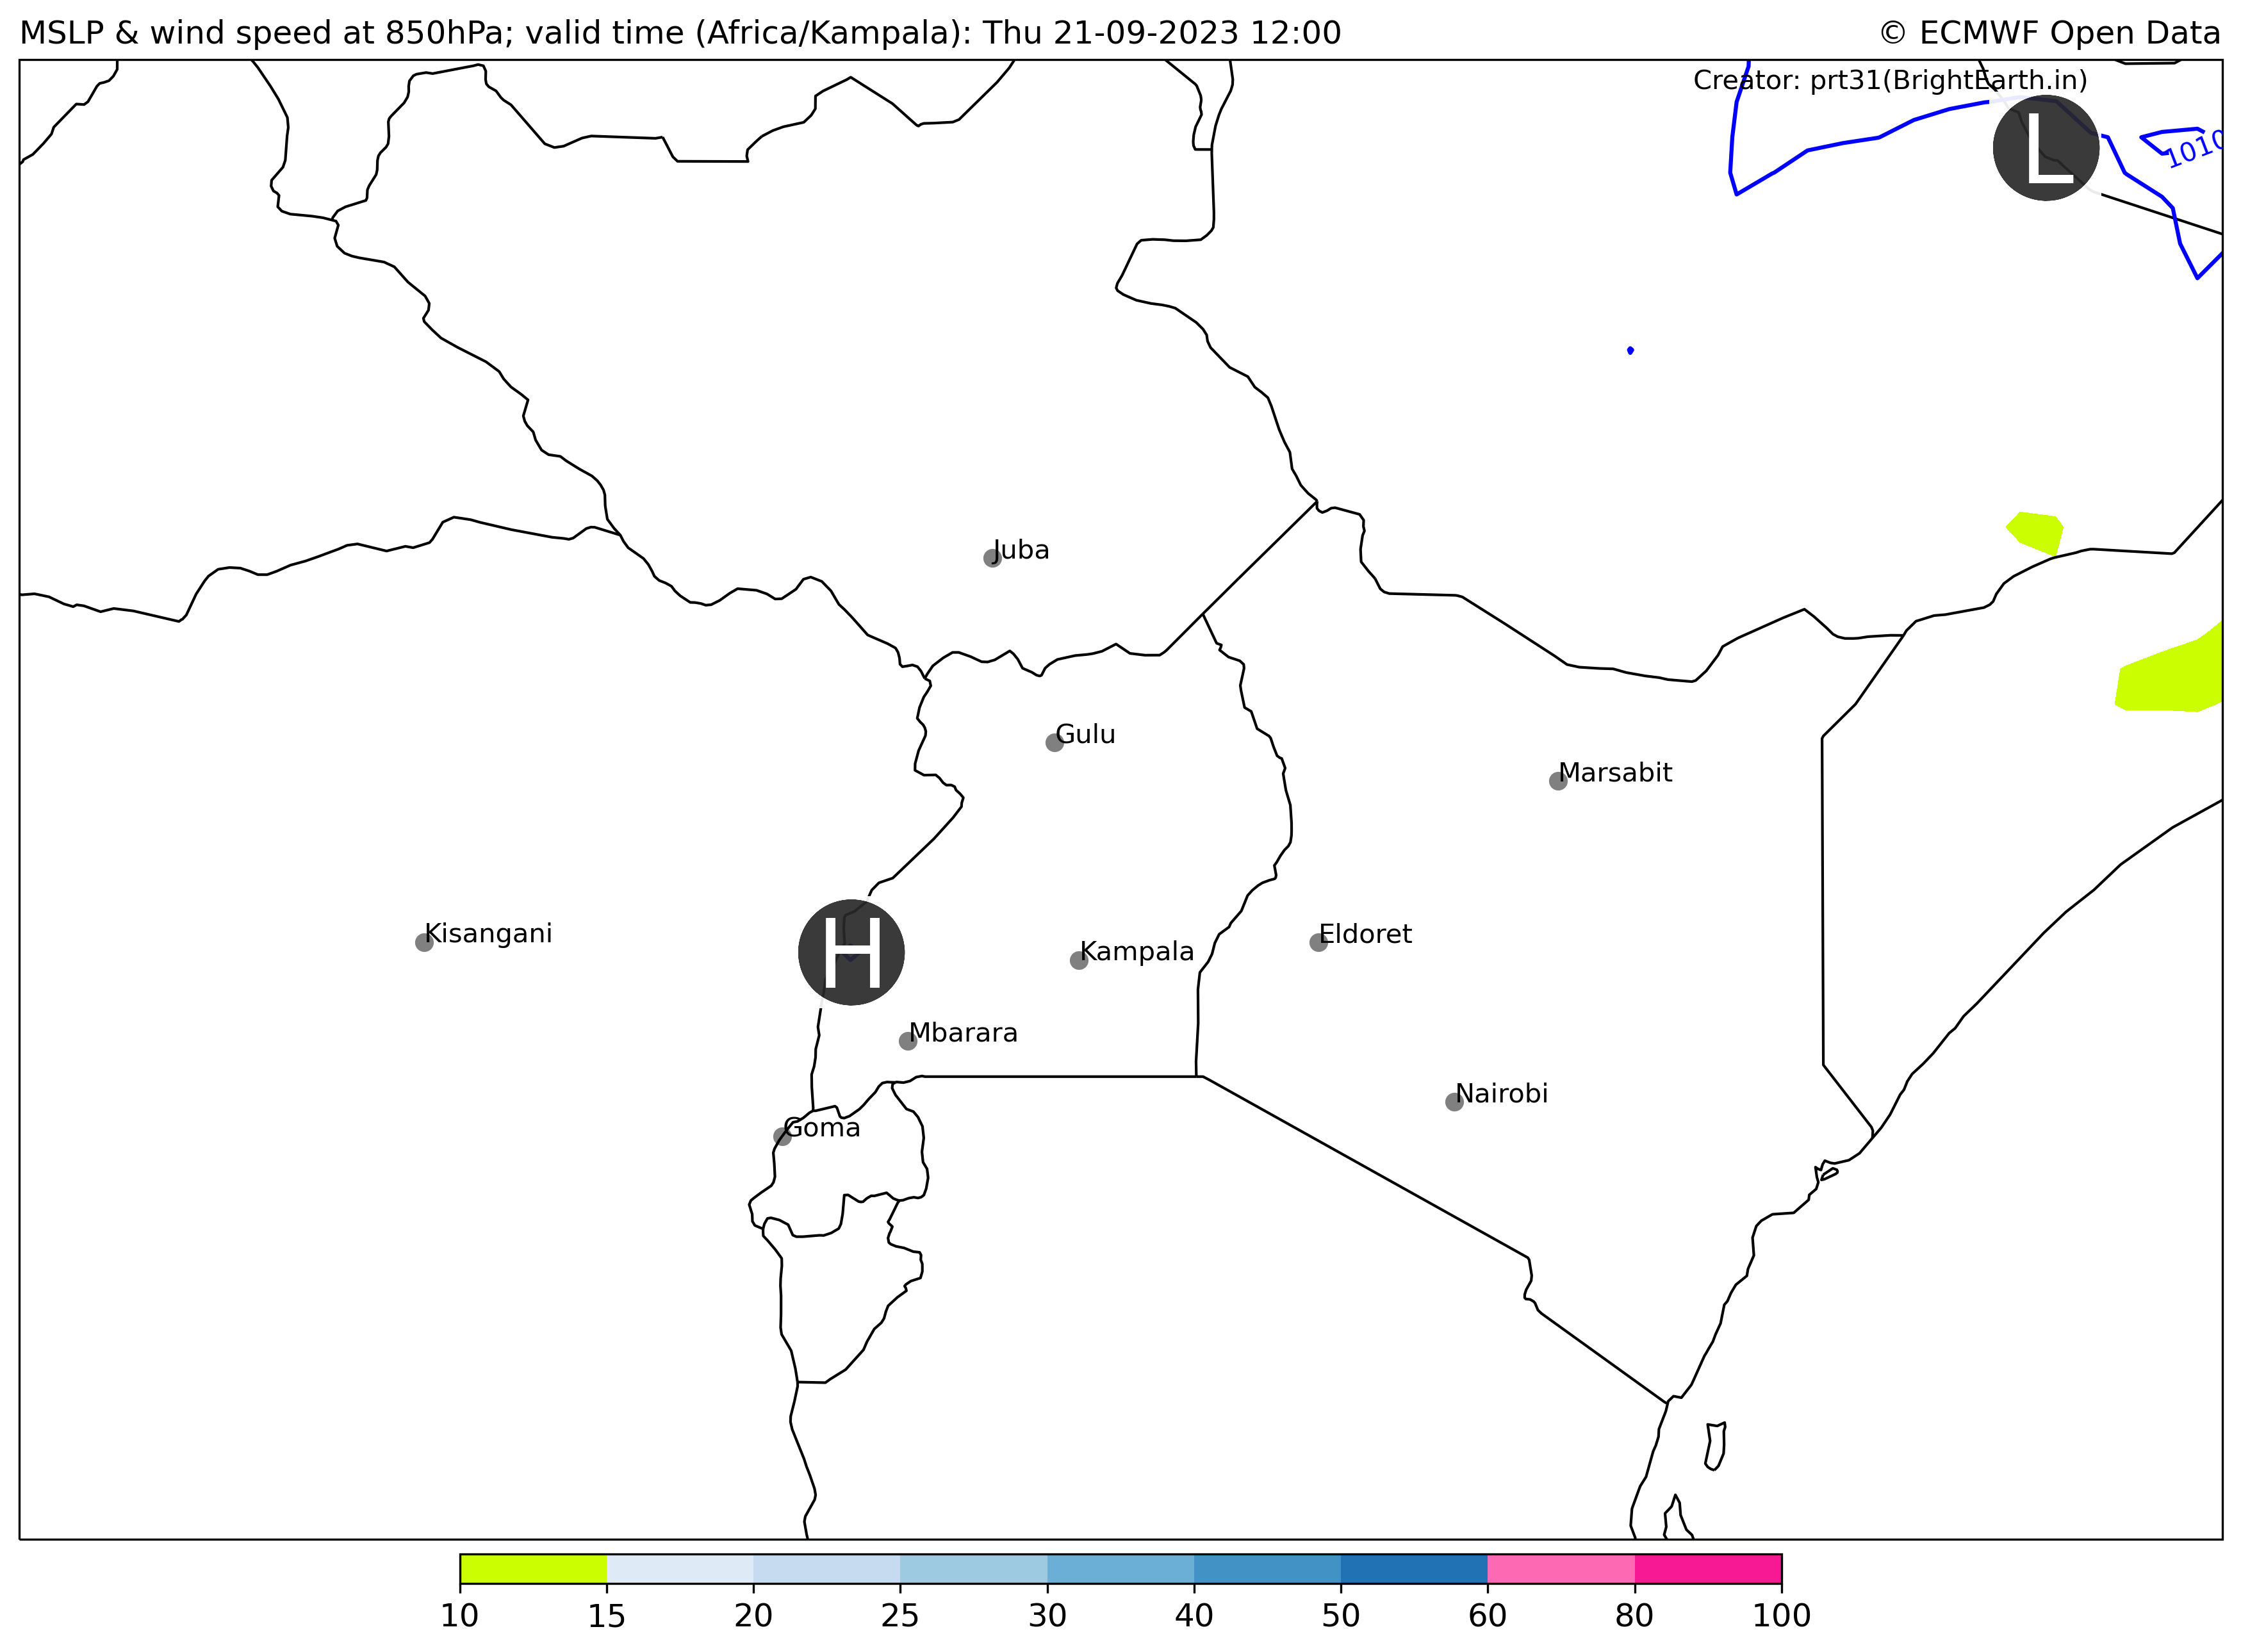 MSLP & wind speed at 850hPa; valid time (Africa/Kampala): Thu 21-09-2023 12:00
© ECMWF Open Data
Creator: prt31(BrightEarth.in)
L
1010
Juba
Gulu
Marsabit
Kisangani
H
Kampala
Eldoret
Mbarara
Nairobi
Goma
10 15 20 25 30 40 50 60 80 100